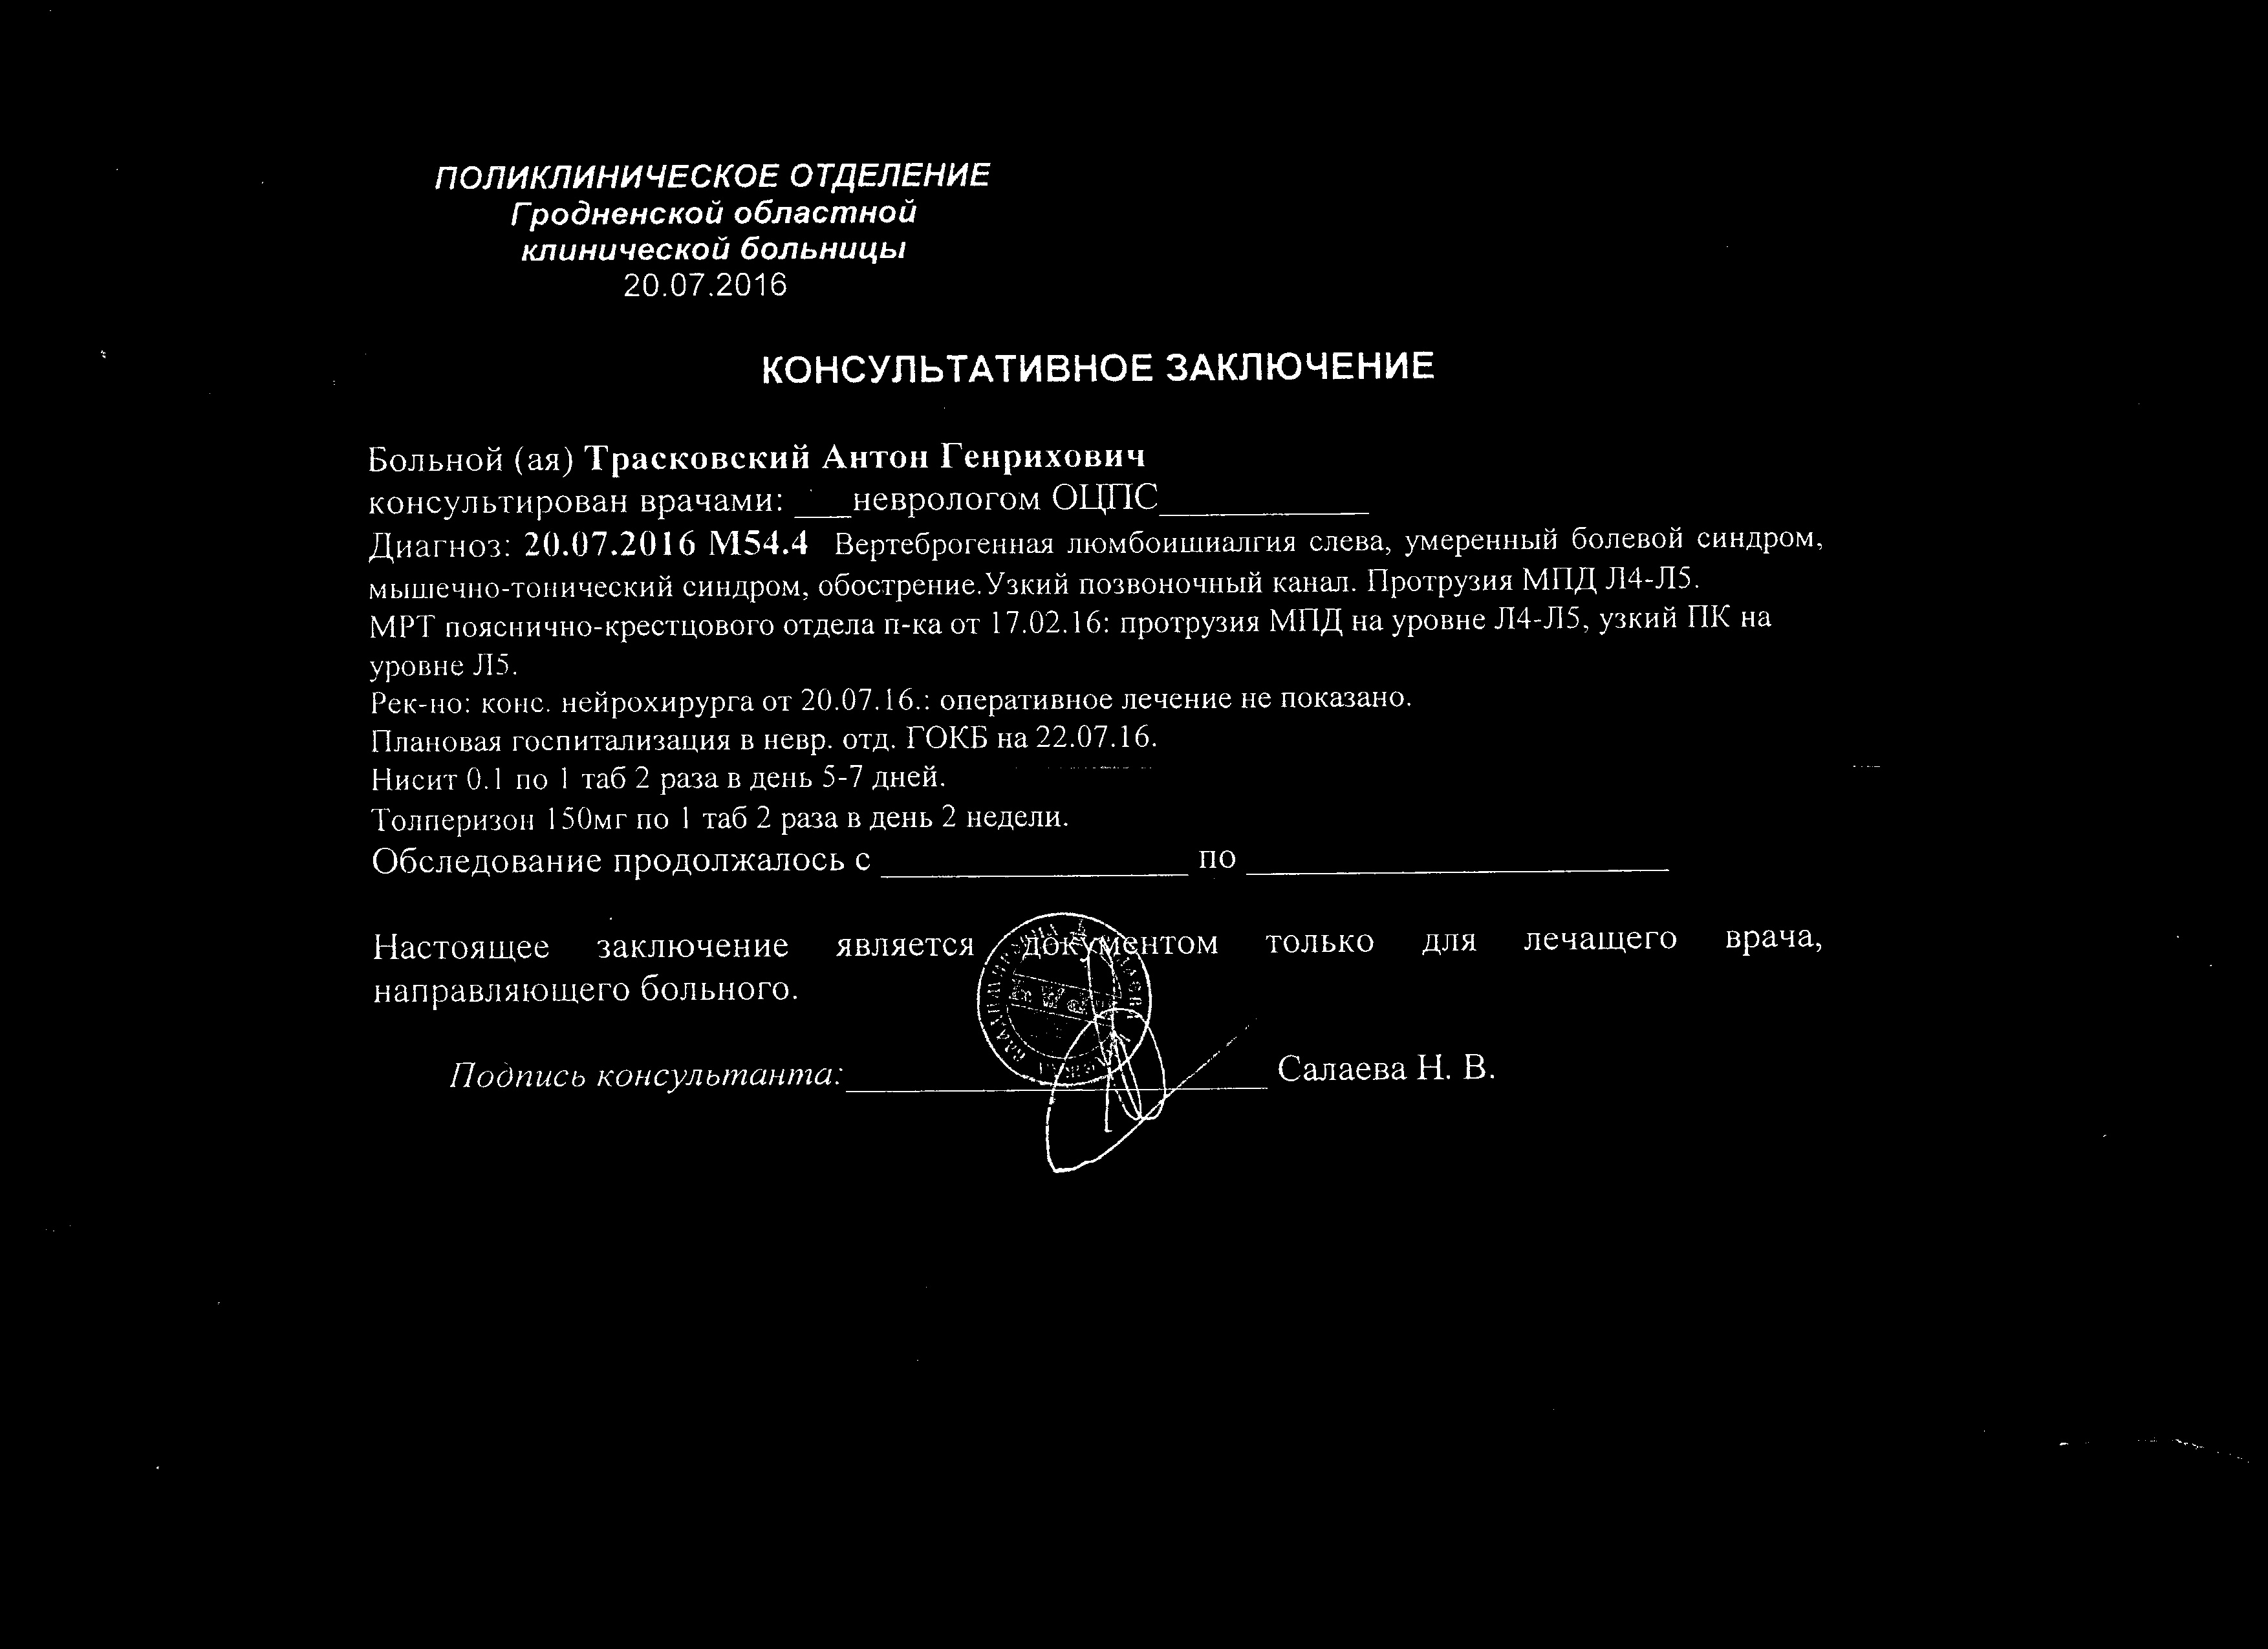 ПОЛИКЛИНИЧЕСКОЕ ОТДЕЛЕНИЕ
Гродненской областной
клинической больницы
20.07.2016
КОНСУЛЬТАТИВНОЕ ЗАКЛЮЧЕНИЕ
Больной (ая) Трасковский Антон Генрихович
консультирован врачами: ___неврологом ОЦПС___________
Диагноз: 20.07.2016 М54.4 Вертеброгенная люмбоишиалгия слева, умеренный болевой синдром,
мышечно-тонический синдром, обострение.Узкий позвоночный канал. Протрузия МПД Л4-Л5.
МРТ пояснично-крестцового отдела п-ка от 17.02.16: протрузия МПД на уровне Л4-Л5, узкий ПК на
уровне Л5.
Рек-но: конс. нейрохирурга от 20.07.16.: оперативное лечение не показано.
Плановая госпитализация в невр. отд. ГОКБ на 22.07.16.
Нисит 0.1 по 1 таб 2 раза в день 5-7 дней.
Толперизон 150мг по 1 таб 2 раза в день 2 недели.
Обследование продолжалось с ________________ по ______________________
Настоящее заключение является документом только для лечащего врача,
направляющего больного.
Подпись консультанта:______________________ Салаева Н. В.